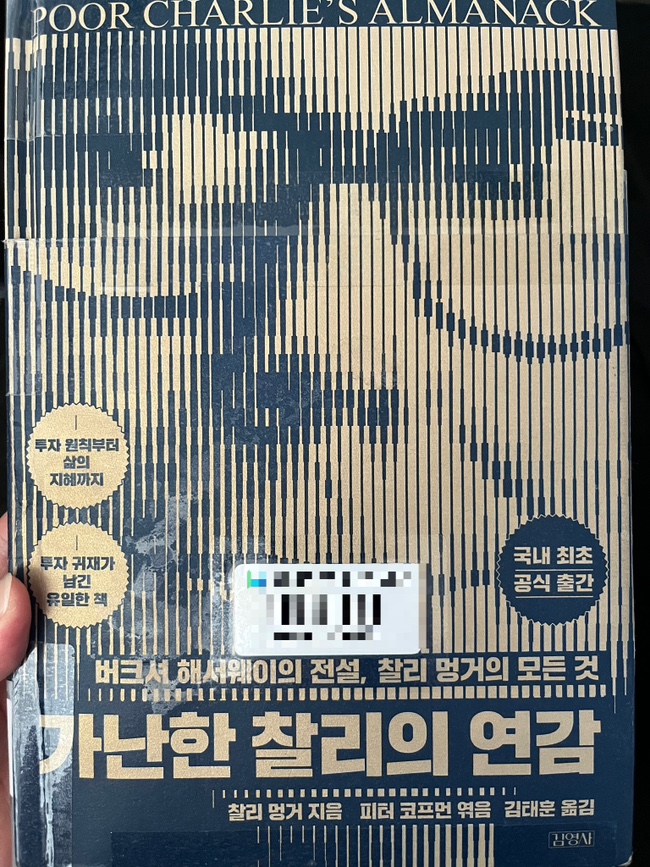 POOR CHARLIE'S ALMANACK
투자 원칙부터
삶의
지혜까지
투자 귀재가
남긴
유일한 책
국내 최초
공식 출간
버크셔 해서웨이의 전설, 찰리 멍거의 모든 것
가난한 찰리의 연감
찰리 멍거 지음 피터 코프먼 엮음 김태훈 옮김
김영사